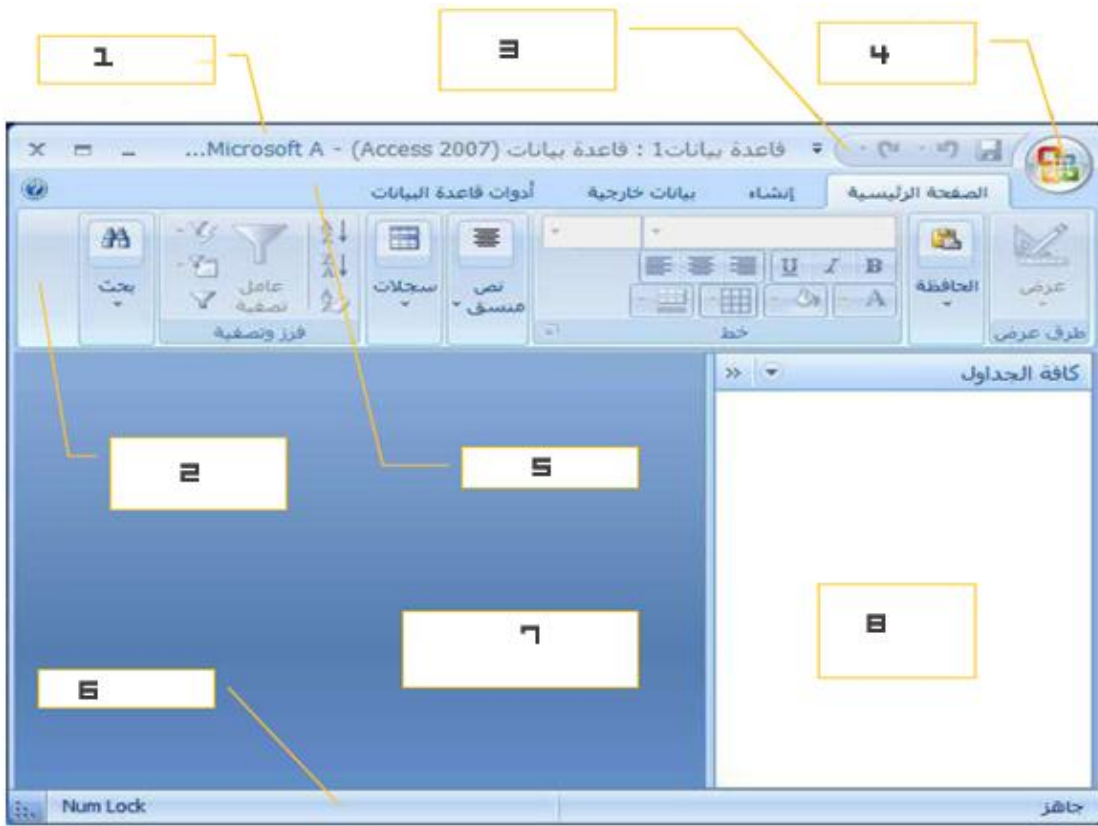 1
3
4
قاعدة بيانات1 : قاعدة بيانات (Access 2007) - Microsoft A...
الصفحة الرئيسية
إنشاء
بيانات خارجية
أدوات قاعدة البيانات
عرض
طرق عرض
الحافظة
B I U
A
خط
نص
منسق
سجلات
عامل
تصفية
فرز وتصفية
بحث
كافة الجداول
2
5
7
8
6
جاهز
Num Lock